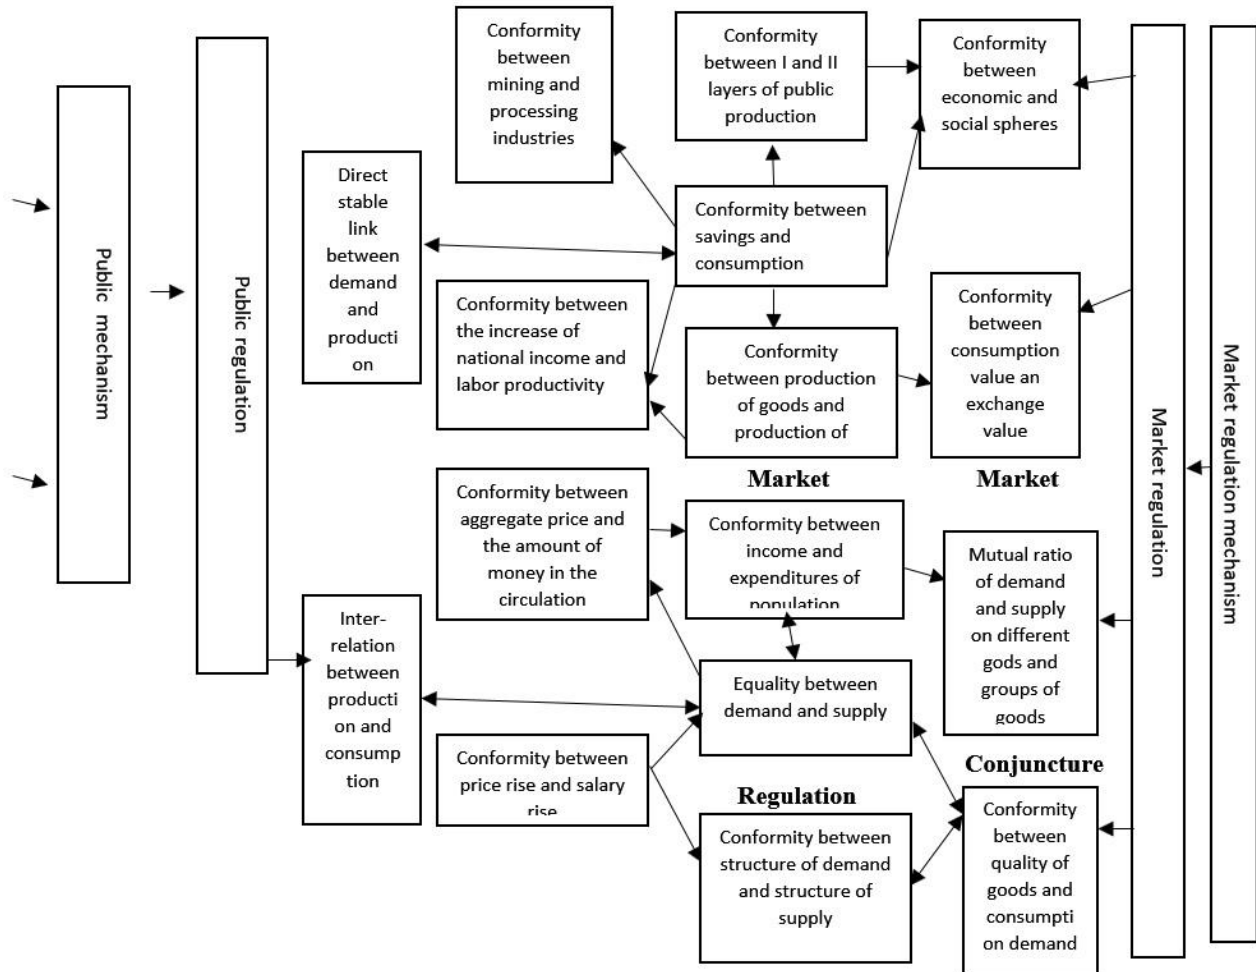 Public mechanism
Public regulation
Direct
stable
link
between
demand
and
producti
on
Inter-
relation
between
producti
on and
consump
tion
Conformity
between
mining and
processing
industries
Conformity between
the increase of
national income and
labor productivity
Conformity between
aggregate price and
the amount of
money in the
circulation
Conformity between
price rise and salary
rise
Conformity
between I and II
layers of public
production
Conformity between
savings and
consumption
Conformity
between production
of goods and
production of
Market
Conformity between
income and
expenditures of
population
Equality between
demand and supply
Regulation
Conformity between
structure of demand
and structure of
supply
Conformity
between
economic and
social spheres
Conformity
between
consumption
value an
exchange
value
Market
Mutual ratio
of demand
and supply
on different
gods and
groups of
goods
Conjuncture
Conformity
between
quality of
goods and
consumpti
on demand
Market regulation
Market regulation mechanism